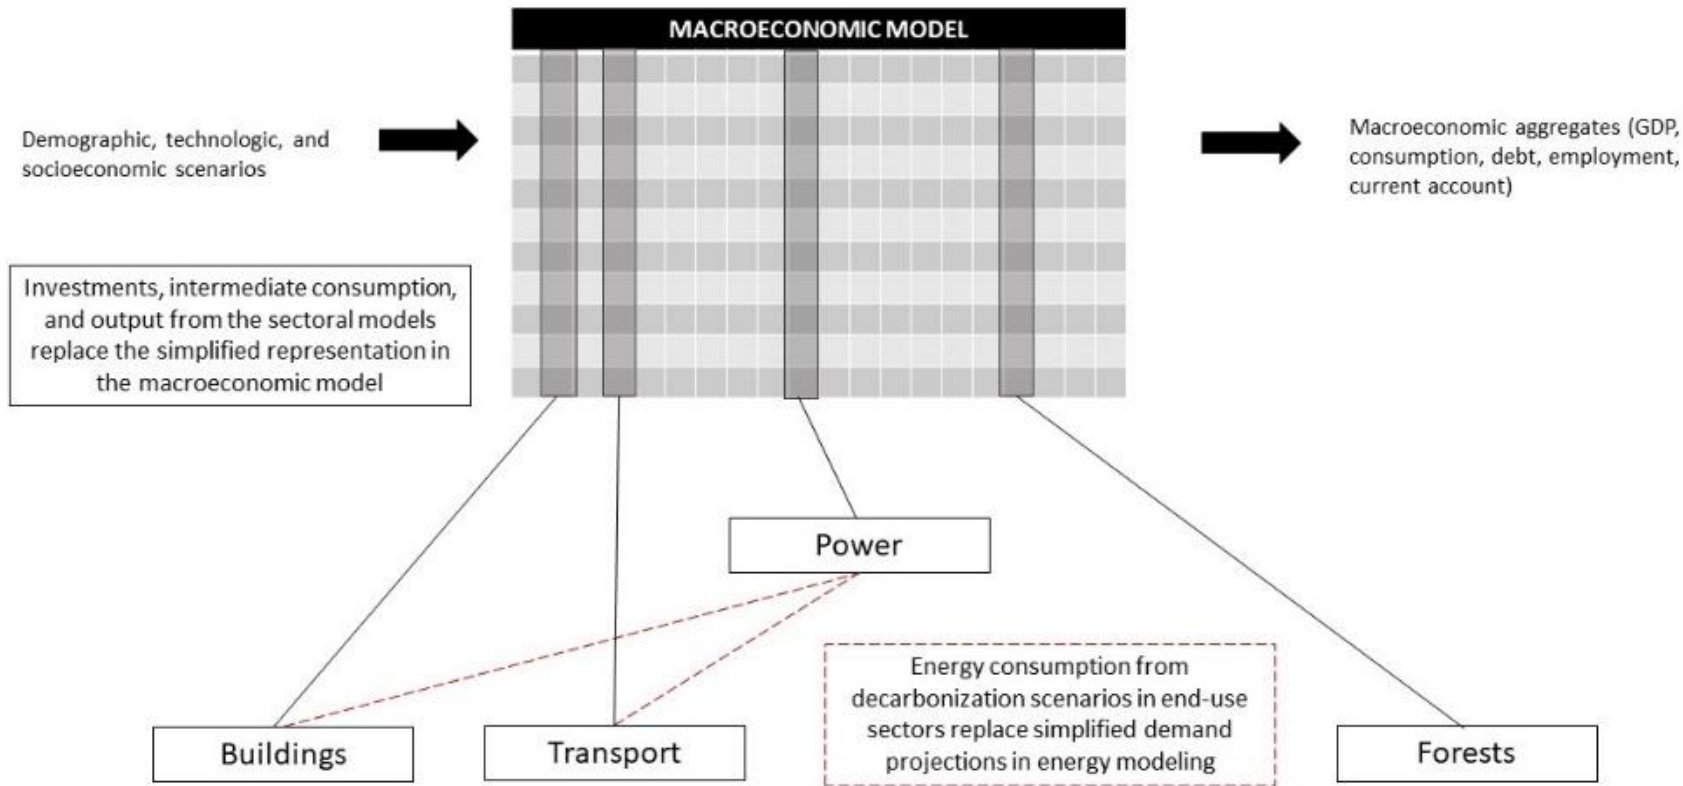 MACROECONOMIC MODEL
Demographic, technologic, and
socioeconomic scenarios
Macroeconomic aggregates (GDP,
consumption, debt, employment,
current account)
Investments, intermediate consumption,
and output from the sectoral models
replace the simplified representation in
the macroeconomic model
Power
Energy consumption from
decarbonization scenarios in end-use
sectors replace simplified demand
projections in energy modeling
Buildings
Transport
Forests